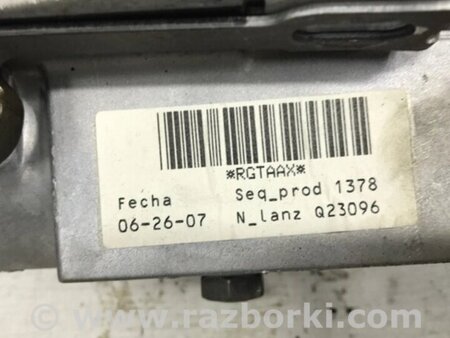 *RGTAAX*
Fecha Seq_prod 1378
06-26-07 N_lanz Q23096
www.razborki.com